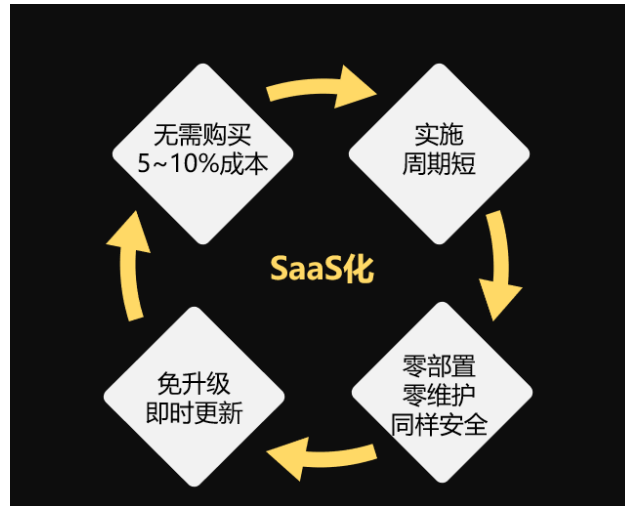 无需购买
5~10%成本
实施
周期短
SaaS化
零部置
零维护
同样安全
免升级
即时更新